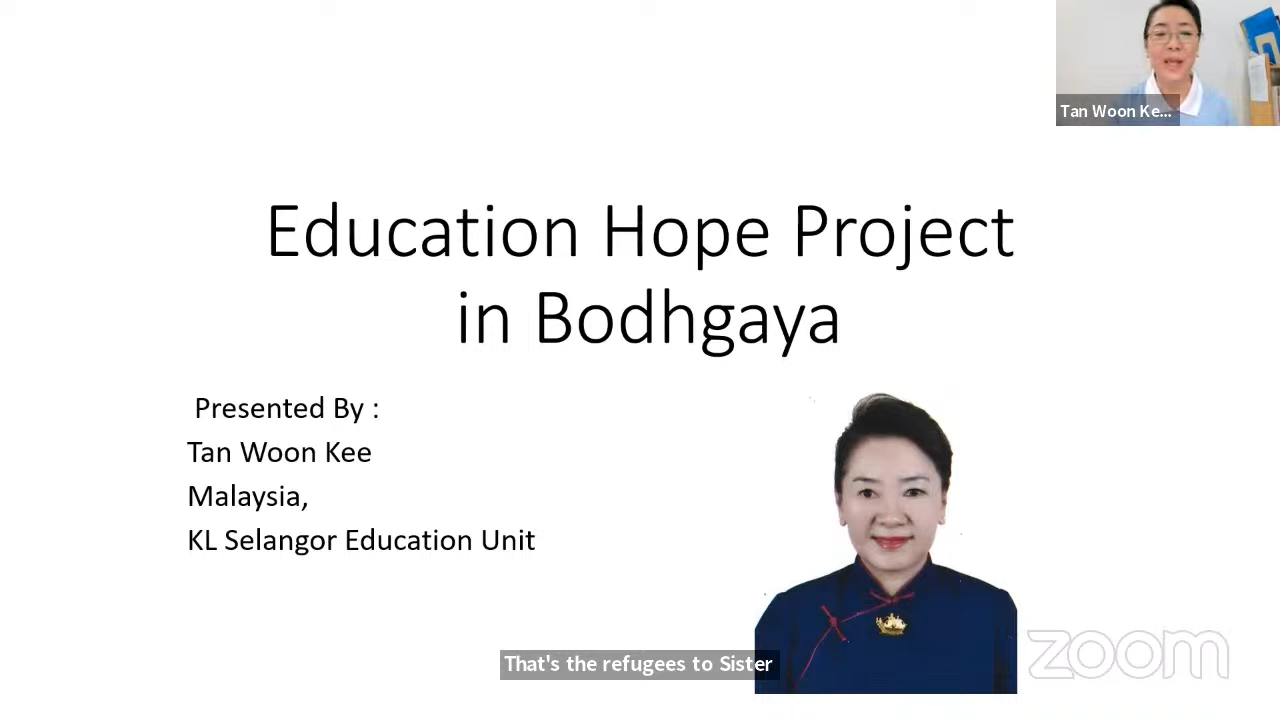 Tan Woon Ke...
Education Hope Project
in Bodhgaya
Presented By :
Tan Woon Kee
Malaysia,
KL Selangor Education Unit
That's the refugees to Sister
zoom